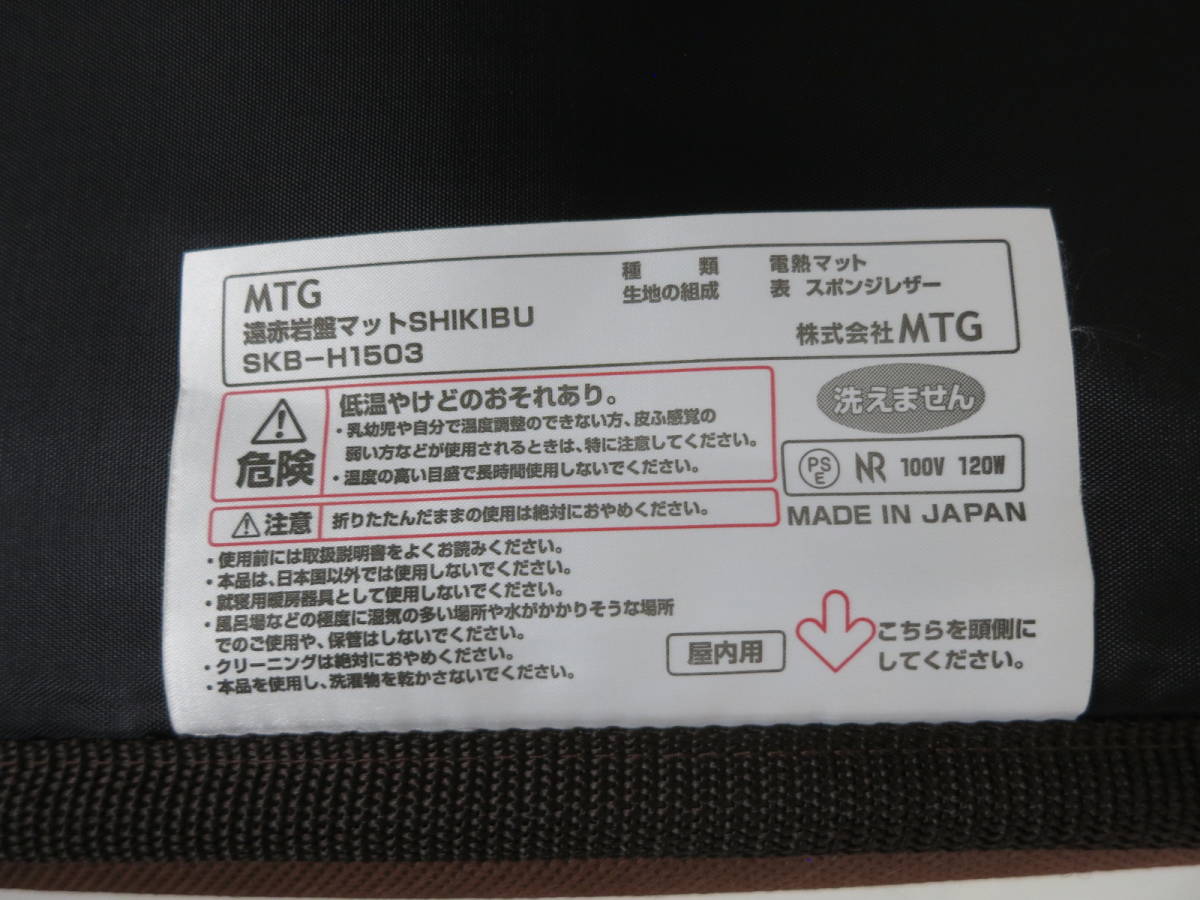 MTG
遠赤岩盤マットSHIKIBU
SKB-H1503
種 類 電熱マット
生地の組成 表 スポンジレザー
株式会社MTG
危険
低温やけどのおそれあり。
・乳幼児や自分で温度調整のできない方、皮ふ感覚の
弱い方などが使用されるときは、特に注意してください。
・温度の高い目盛で長時間使用しないでください。
注意
折りたたんだままの使用は絶対におやめください。
洗えません
PS
E
NR 100V 120W
MADE IN JAPAN
・使用前には取扱説明書をよくお読みください。
・本品は、日本国以外では使用しないでください。
・就寝用暖房器具として使用しないでください。
・風呂場などの極度に湿気の多い場所や水がかかりそうな場所
でのご使用や、保管はしないでください。
・クリーニングは絶対におやめください。
・本品を使用し、洗濯物を乾かさないでください。
屋内用
こちらを頭側に
してください。